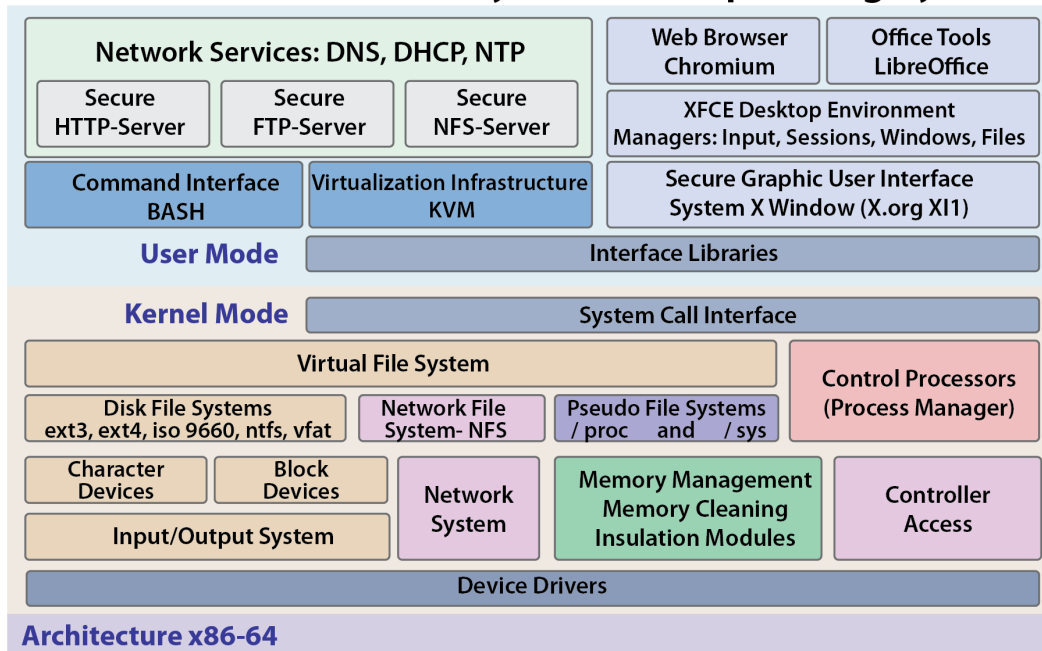 Network Services: DNS, DHCP, NTP
Secure
HTTP-Server
Secure
FTP-Server
Secure
NFS-Server
Web Browser
Chromium
Office Tools
LibreOffice
XFCE Desktop Environment
Managers: Input, Sessions, Windows, Files
Command Interface
BASH
Virtualization Infrastructure
KVM
Secure Graphic User Interface
System X Window (X.org XI1)
User Mode
Interface Libraries
Kernel Mode
System Call Interface
Virtual File System
Control Processors
(Process Manager)
Disk File Systems
ext3, ext4, iso 9660, ntfs, vfat
Network File
System- NFS
Pseudo File Systems
/ proc and / sys
Character
Devices
Block
Devices
Network
System
Memory Management
Memory Cleaning
Insulation Modules
Controller
Access
Input/Output System
Device Drivers
Architecture x86-64